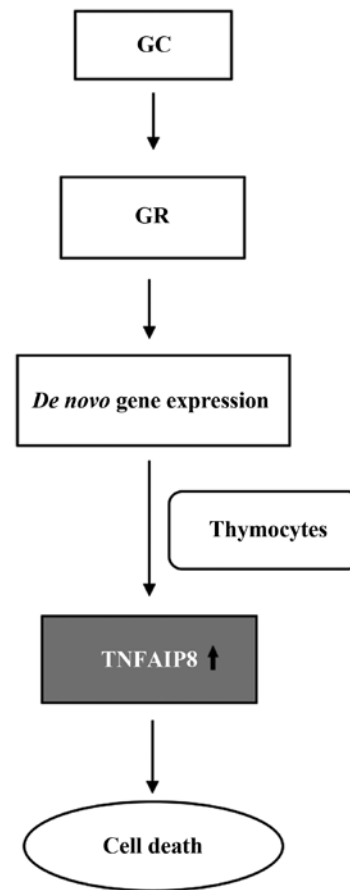 GC
GR
De novo gene expression
Thymocytes
TNFAIP8 ⬆
Cell death